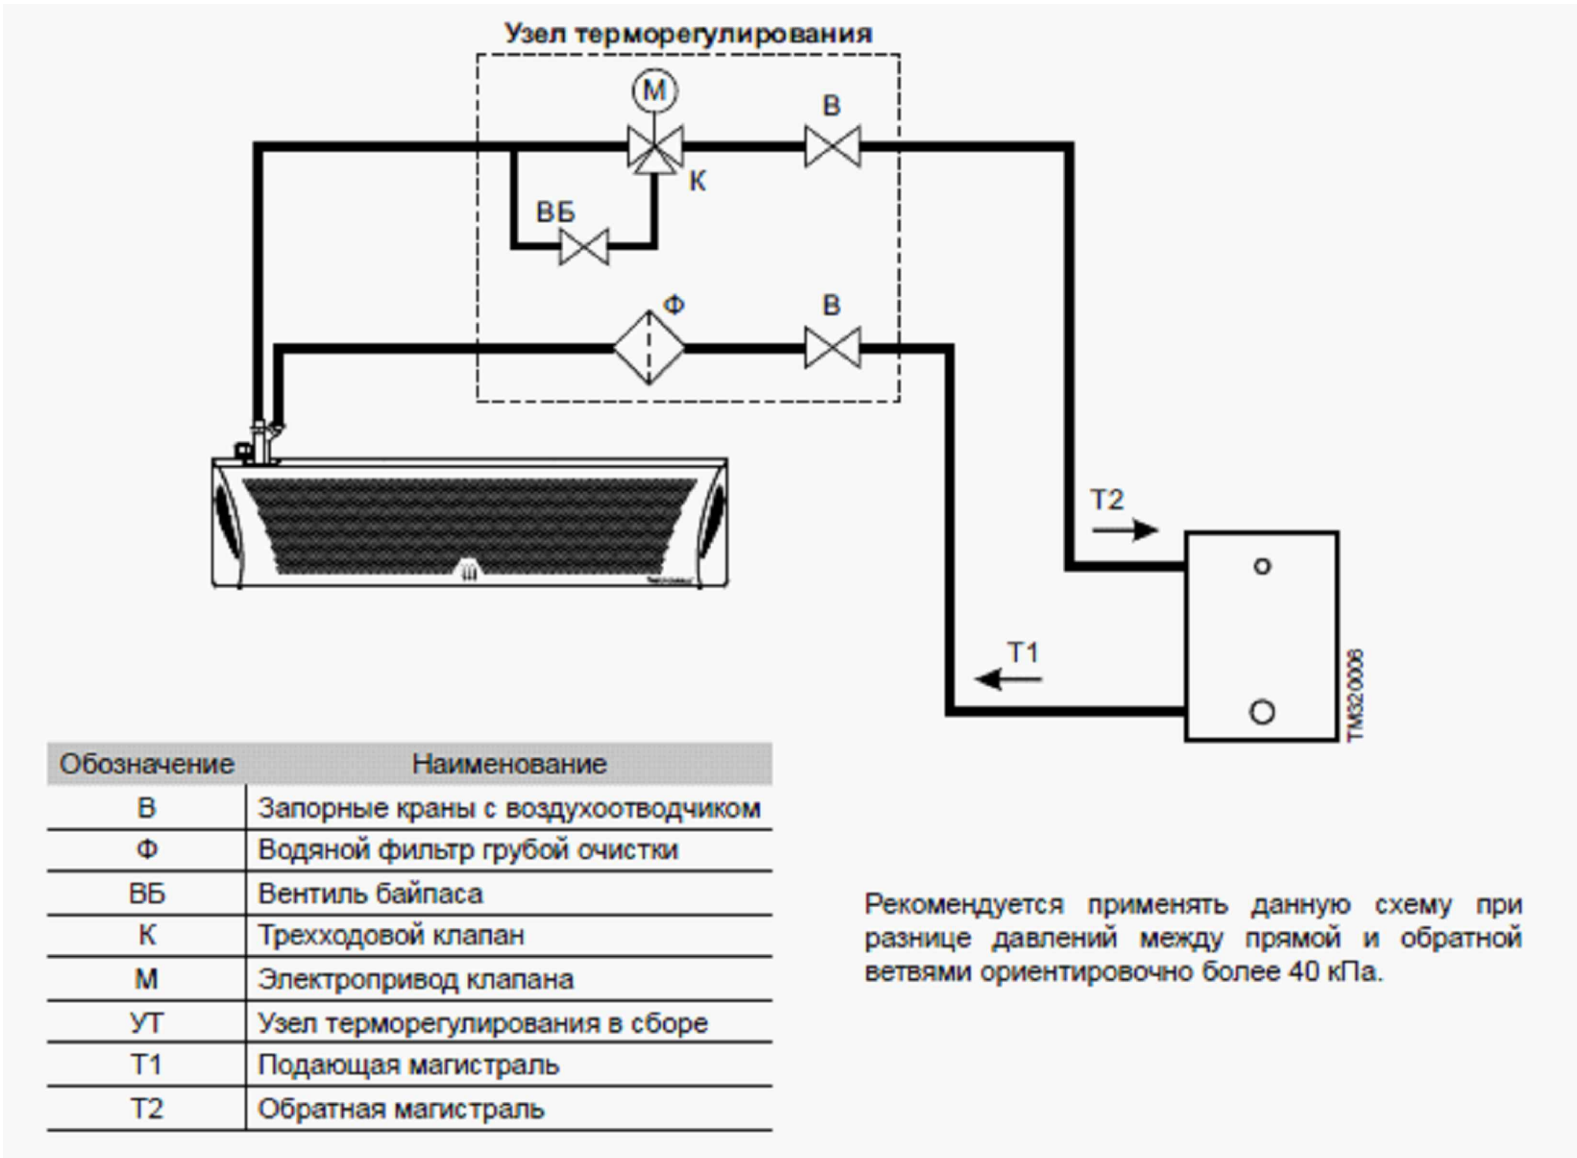 Узел терморегулирования
М
В
К
ВБ
Ф
В
Т2
Т1
ТМ320006
Обозначение Наименование
В Запорные краны с воздухоотводчиком
Ф Водяной фильтр грубой очистки
ВБ Вентиль байпаса
К Трехходовой клапан
М Электропривод клапана
УТ Узел терморегулирования в сборе
Т1 Подающая магистраль
Т2 Обратная магистраль
Рекомендуется применять данную схему при
разнице давлений между прямой и обратной
ветвями ориентировочно более 40 кПа.